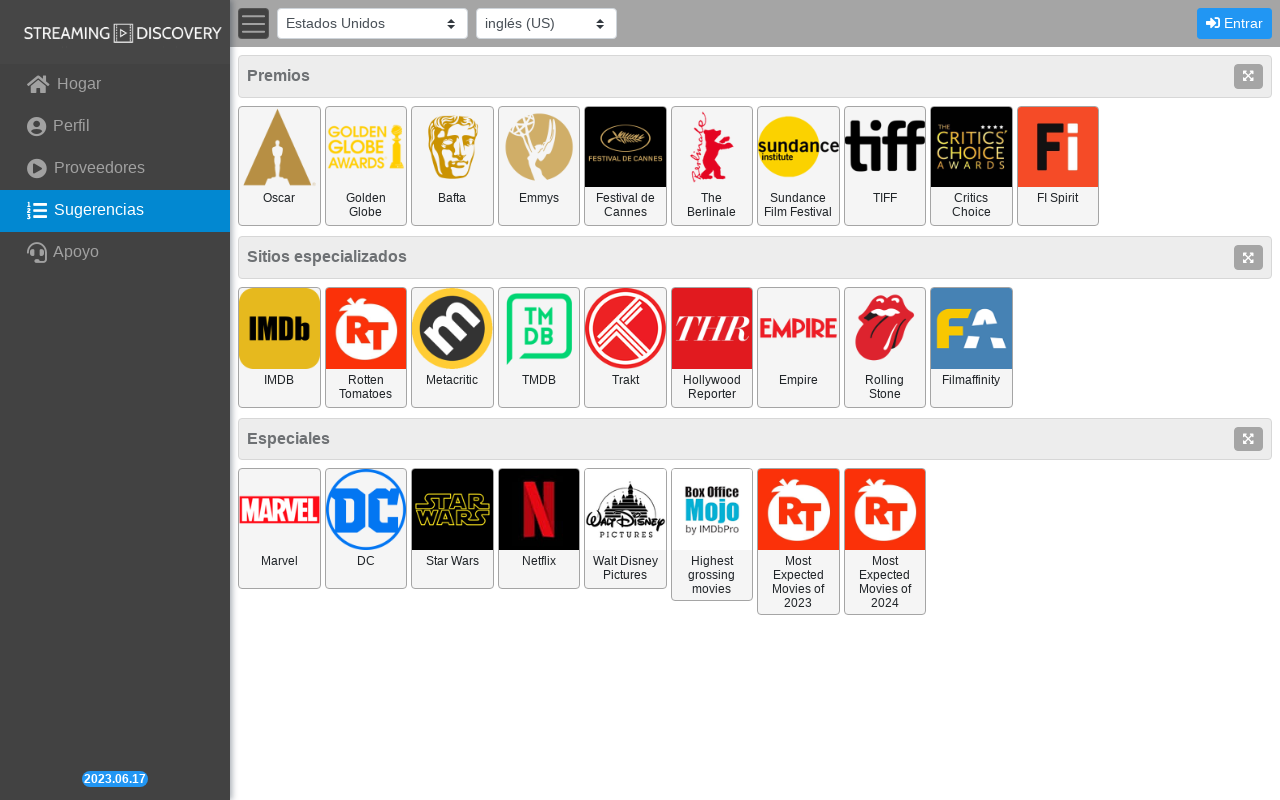 STREAMING DISCOVERY
Estados Unidos
inglés (US)
Entrar
Hogar
Perfil
Proveedores
Sugerencias
Apoyo
2023.06.17
Premios
GOLDEN GLOBE AWARDS
FESTIVAL DE CANNES
Berlinale
sundance institute
tiff
THE CRITICS' CHOICE AWARDS
Fi
Oscar
Golden Globe
Bafta
Emmys
Festival de Cannes
The Berlinale
Sundance Film Festival
TIFF
Critics Choice
FI Spirit
Sitios especializados
IMDb
RT
m
TMDB
THR
EMPIRE
FA
IMDB
Rotten Tomatoes
Metacritic
TMDB
Trakt
Hollywood Reporter
Empire
Rolling Stone
Filmaffinity
Especiales
MARVEL
DC
STAR WARS
N
WALT DISNEY PICTURES
Box Office Mojo by IMDbPro
RT
RT
Marvel
DC
Star Wars
Netflix
Walt Disney Pictures
Highest grossing movies
Most Expected Movies of 2023
Most Expected Movies of 2024